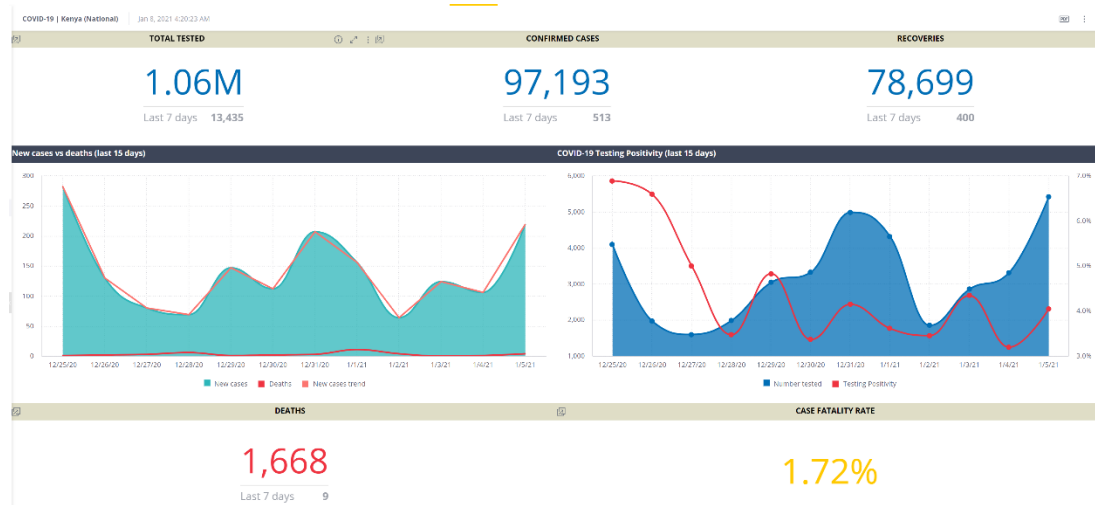 COVID-19 | Kenya (National) Jan 8, 2021 4:20:23 AM
TOTAL TESTED CONFIRMED CASES RECOVERIES
1.06M 97,193 78,699
Last 7 days 13,435 Last 7 days 513 Last 7 days 400
New cases vs deaths (last 15 days) COVID-19 Testing Positivity (last 15 days)
300 6,000 7.0%
250 5,000 6.0%
200 4,000 5.0%
150
100 3,000 4.0%
50 2,000
0 1,000 3.0%
12/25/20 12/26/20 12/27/20 12/28/20 12/29/20 12/30/20 12/31/20 1/1/21 1/2/21 1/3/21 1/4/21 1/5/21 12/25/20 12/26/20 12/27/20 12/28/20 12/29/20 12/30/20 12/31/20 1/1/21 1/2/21 1/3/21 1/4/21 1/5/21
New cases Deaths New cases trend Number tested Testing Positivity
DEATHS CASE FATALITY RATE
1,668 1.72%
Last 7 days 9